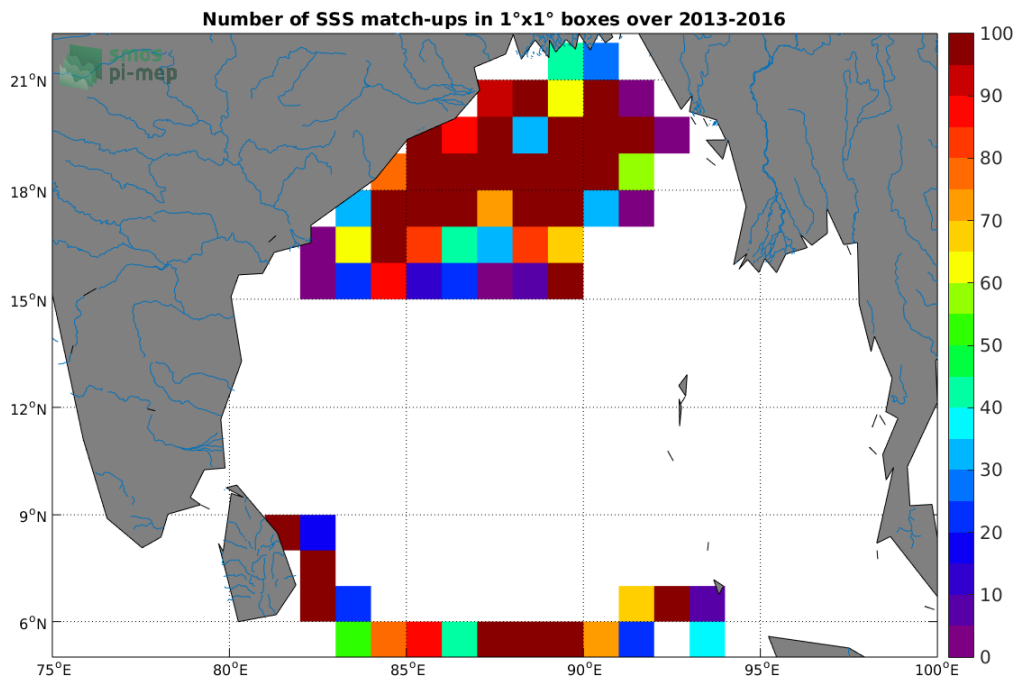 Number of SSS match-ups in 1°x1° boxes over 2013-2016
smos
pi-mep
21°N
18°N
15°N
12°N
9°N
6°N
75°E 80°E 85°E 90°E 95°E 100°E
100
90
80
70
60
50
40
30
20
10
0